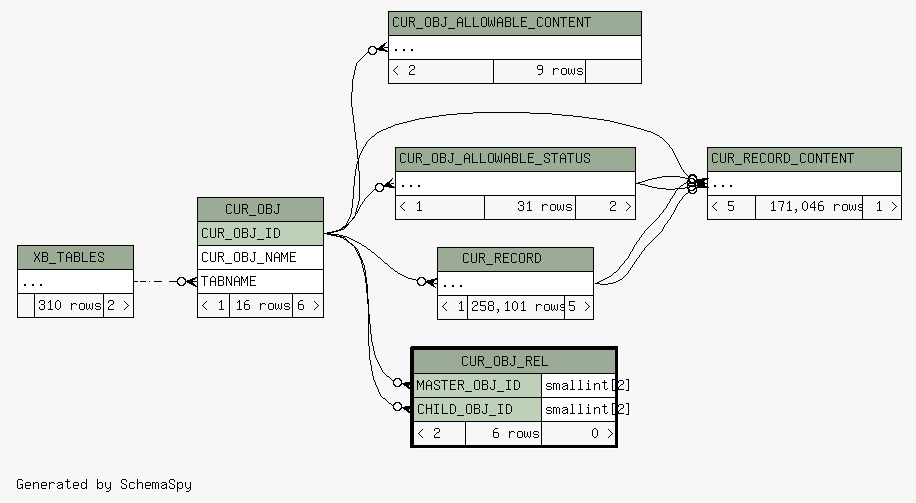 CUR_OBJ_ALLOWABLE_CONTENT
...
< 2 9 rows
CUR_OBJ_ALLOWABLE_STATUS
...
< 1 31 rows 2 >
CUR_RECORD_CONTENT
...
< 5 171,046 rows 1 >
CUR_OBJ
CUR_OBJ_ID
CUR_OBJ_NAME
TABNAME
< 1 16 rows 6 >
XB_TABLES
...
310 rows 2 >
CUR_RECORD
...
< 1 258,101 rows 5 >
CUR_OBJ_REL
MASTER_OBJ_ID smallint[2]
CHILD_OBJ_ID smallint[2]
< 2 6 rows 0 >
Generated by SchemaSpy